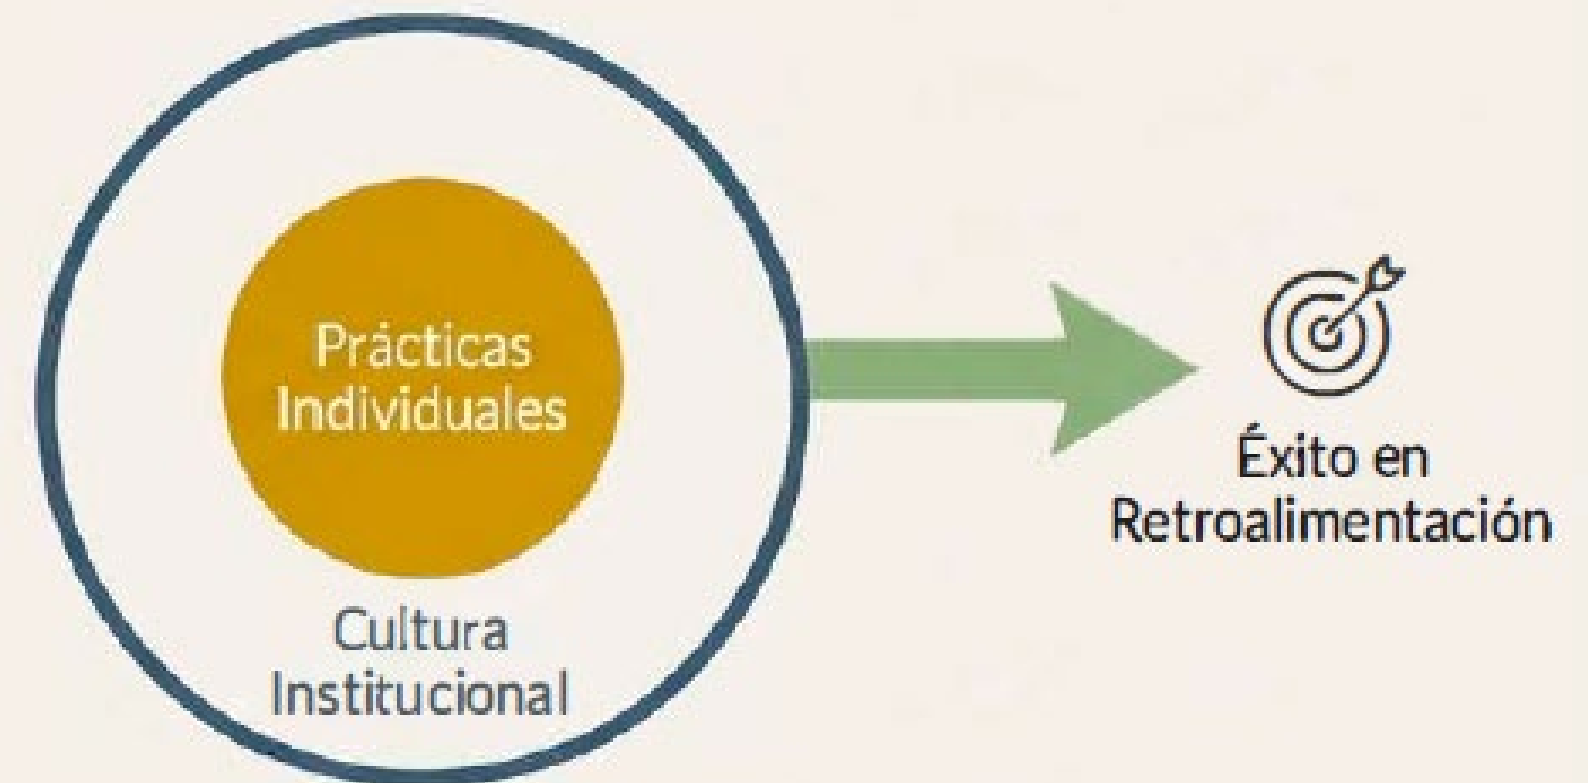 Prácticas
Individuales
Cultura
Institucional
Éxito en
Retroalimentación